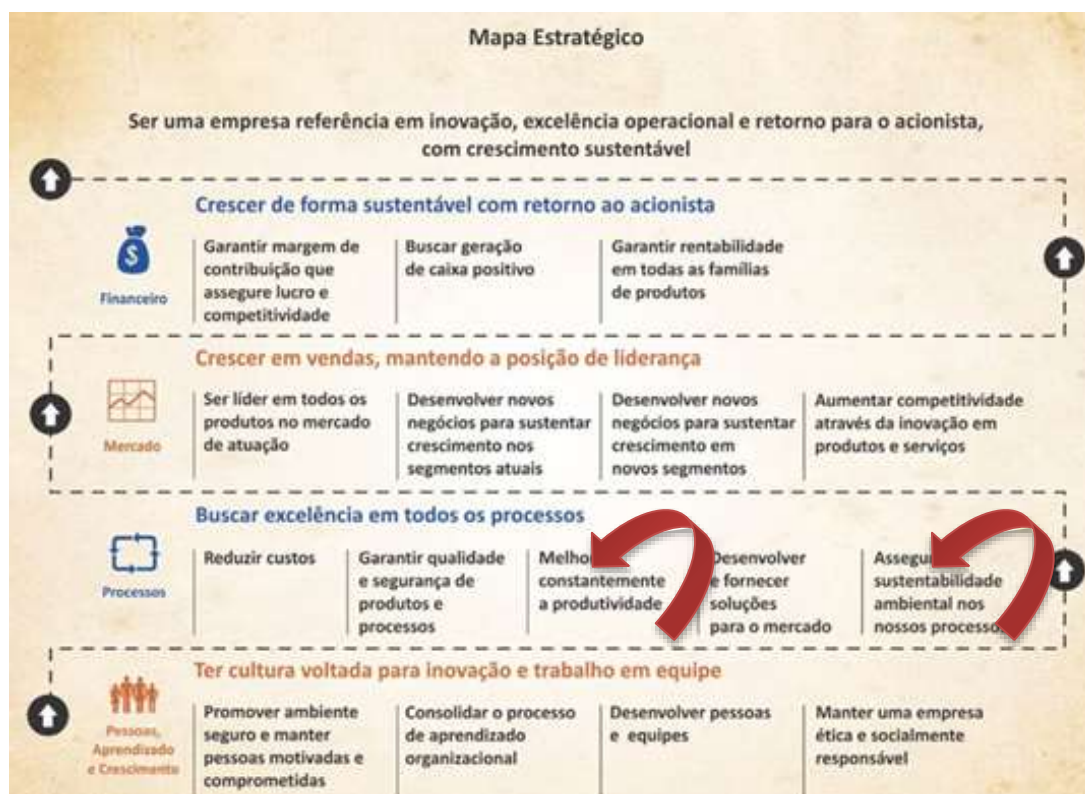 Mapa Estratégico
Ser uma empresa referência em inovação, excelência operacional e retorno para o acionista,
com crescimento sustentável
Crescer de forma sustentável com retorno ao acionista
Financeiro
Garantir margem de
contribuição que
assegure lucro e
competitividade
Buscar geração
de caixa positivo
Garantir rentabilidade
em todas as famílias
de produtos
Crescer em vendas, mantendo a posição de liderança
Mercado
Ser líder em todos os
produtos no mercado
de atuação
Desenvolver novos
negócios para sustentar
crescimento nos
segmentos atuais
Desenvolver novos
negócios para sustentar
crescimento em
novos segmentos
Aumentar competitividade
através da inovação em
produtos e serviços
Buscar excelência em todos os processos
Processos
Reduzir custos
Garantir qualidade
e segurança de
produtos e
processos
Melho
constantemente
a produtividade
Desenvolver
e fornecer
soluções
para o mercado
Assegu
sustentabilidade
ambiental nos
nossos processo
Ter cultura voltada para inovação e trabalho em equipe
Pessoas,
Aprendizado
e Crescimento
Promover ambiente
seguro e manter
pessoas motivadas e
comprometidas
Consolidar o processo
de aprendizado
organizacional
Desenvolver pessoas
e equipes
Manter uma empresa
ética e socialmente
responsável